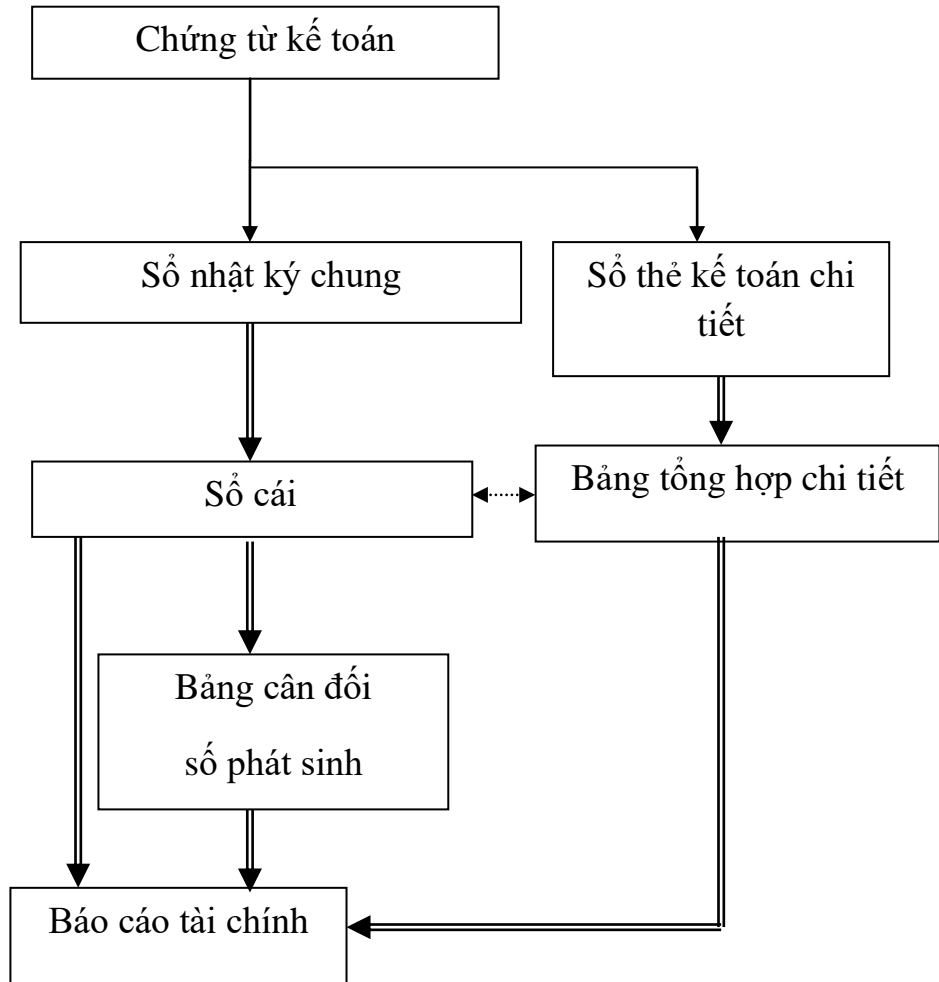 Chứng từ kế toán
Sổ nhật ký chung
Sổ thẻ kế toán chi
tiết
Sổ cái
Bảng tổng hợp chi tiết
Bảng cân đối
số phát sinh
Báo cáo tài chính